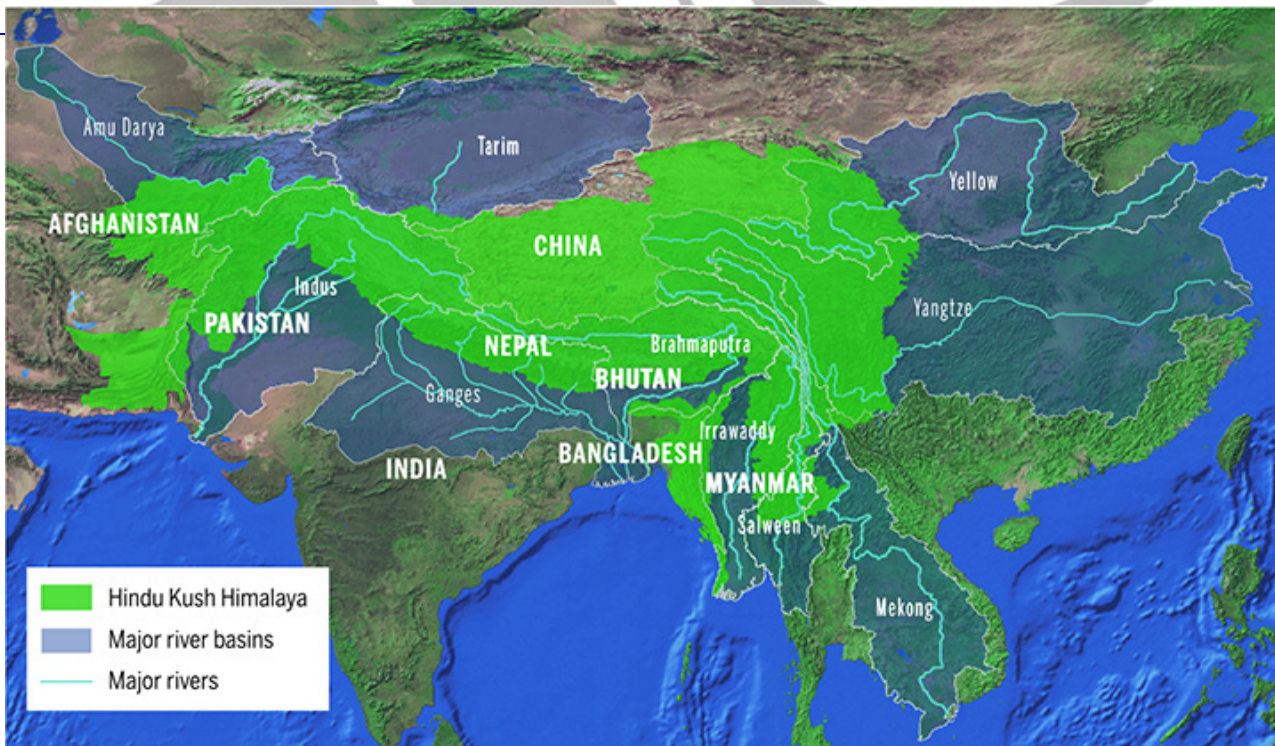 Amu Darya
Tarim
Yellow
AFGHANISTAN
CHINA
Indus
PAKISTAN
Yangtze
NEPAL
Brahmaputra
BHUTAN
Ganges
Irrawaddy
BANGLADESH
INDIA
MYANMAR
Salween
Mekong
Hindu Kush Himalaya
Major river basins
Major rivers